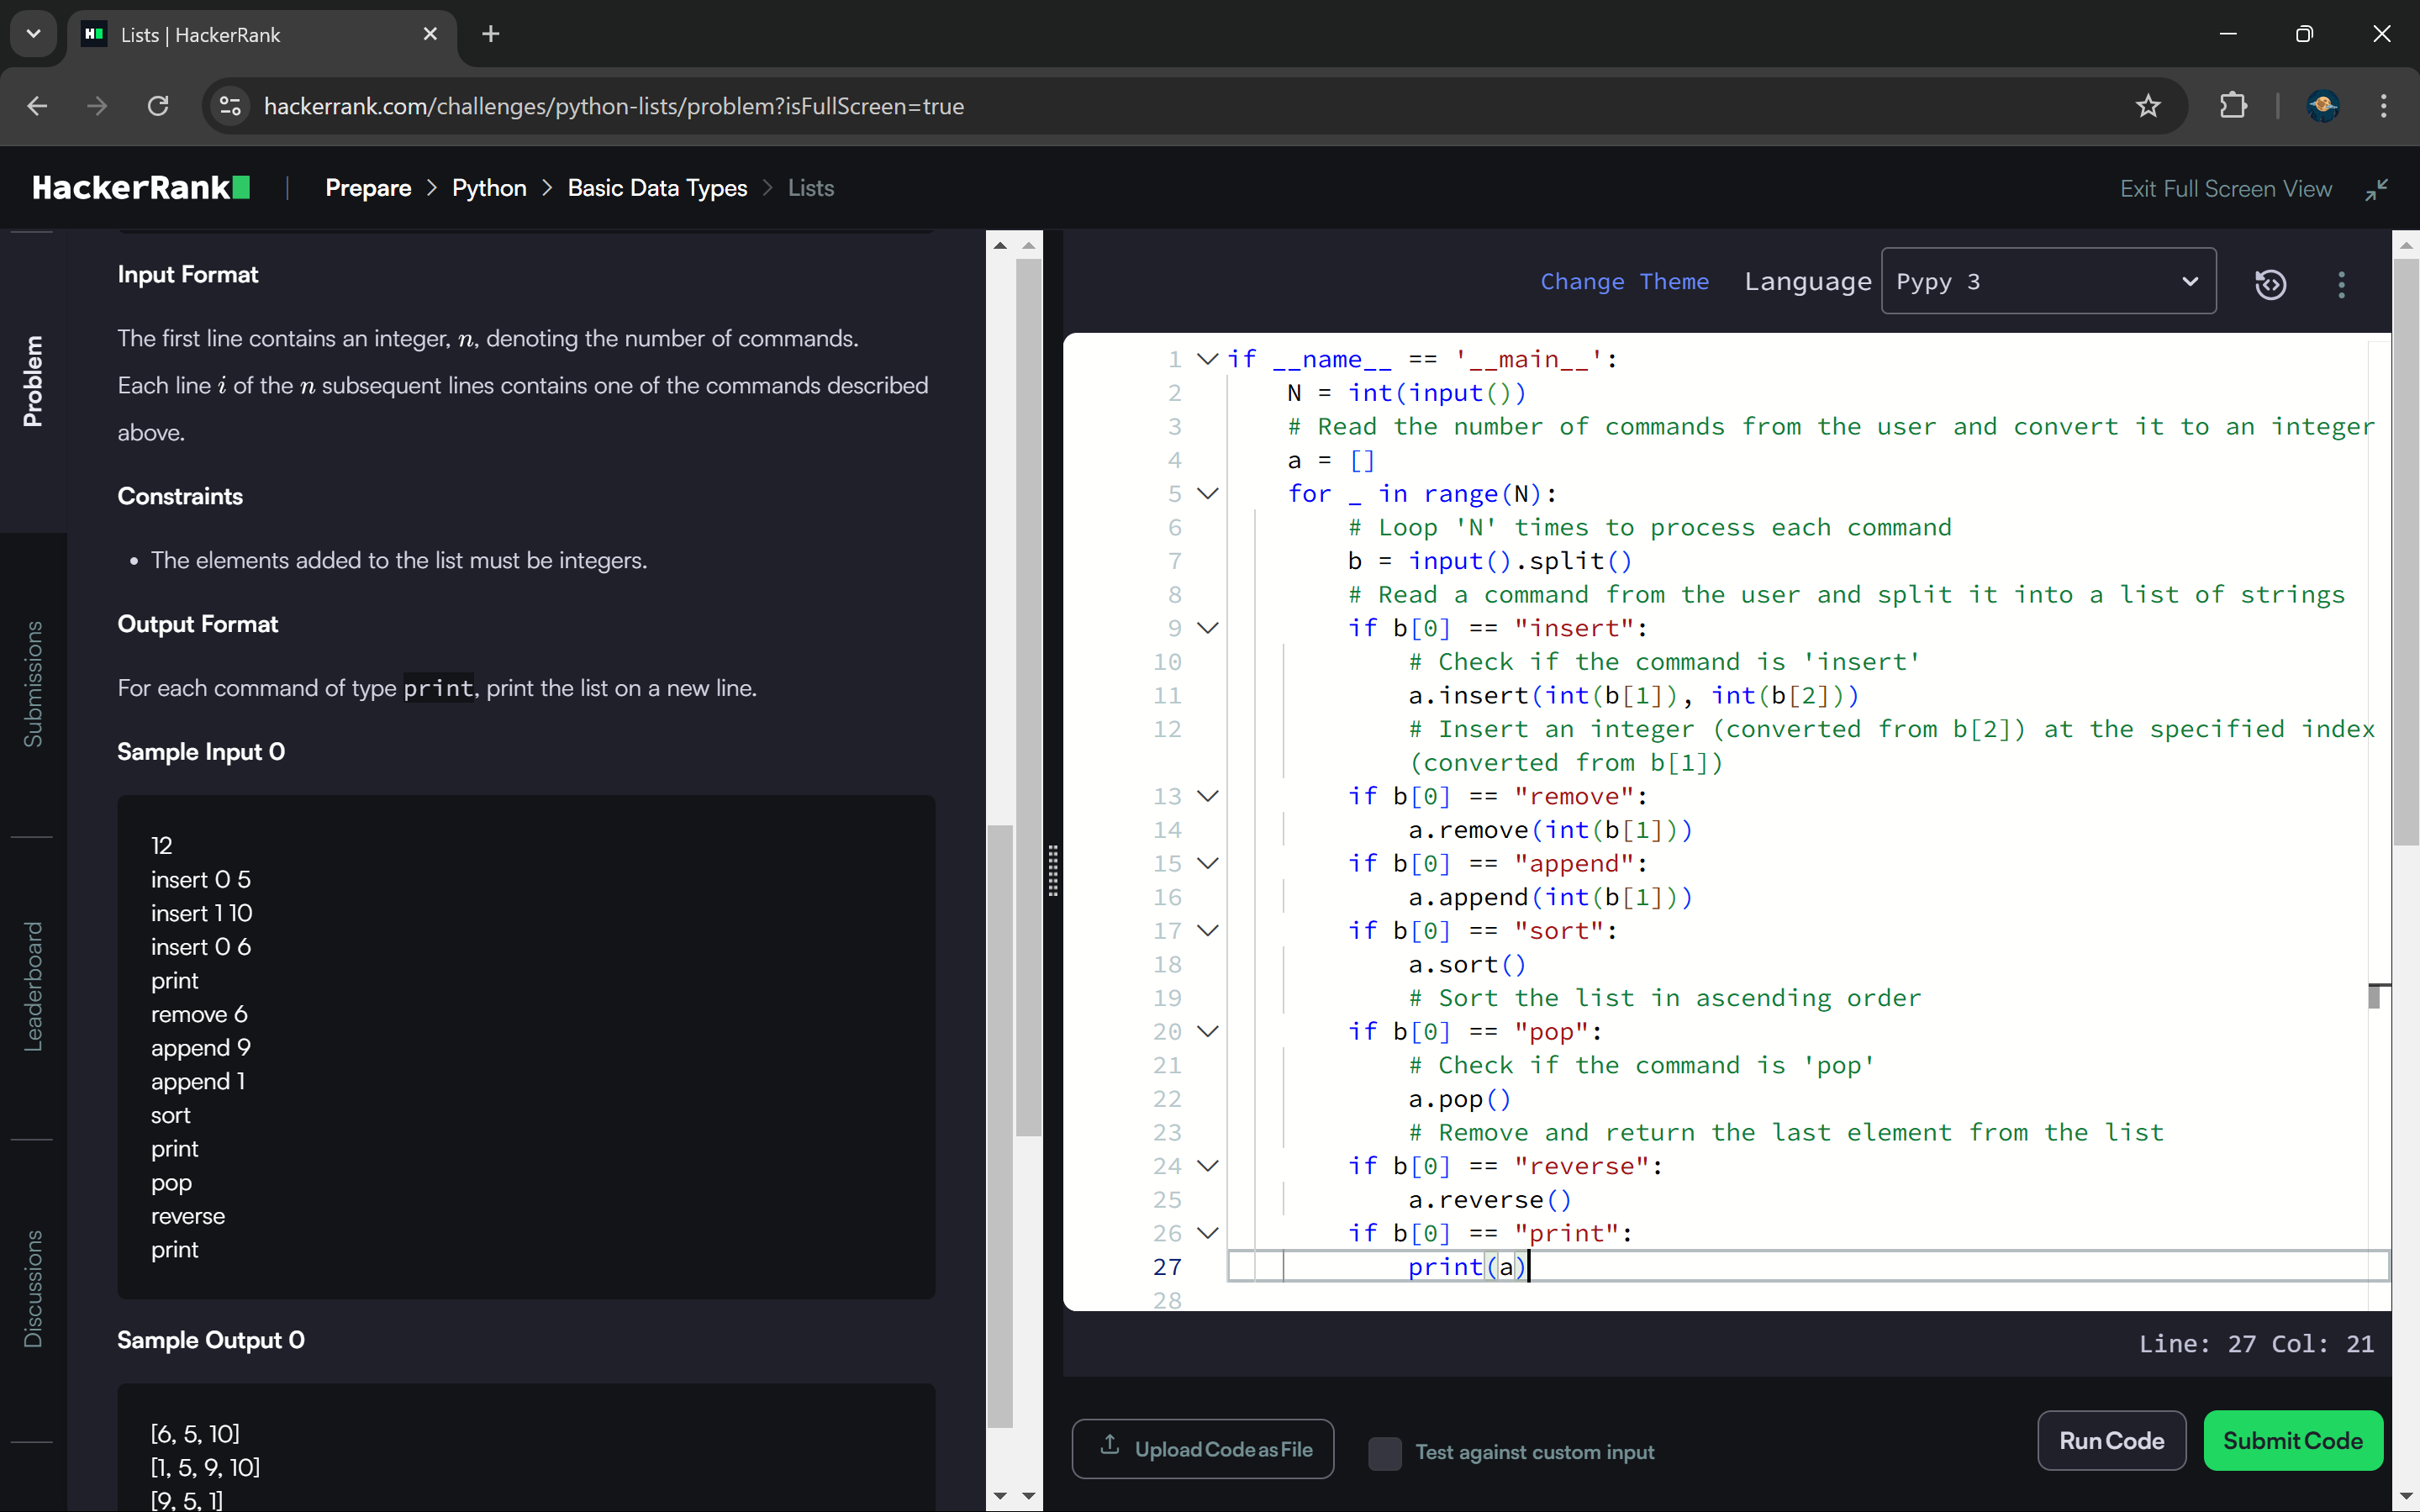 Lists | HackerRank
hackerrank.com/challenges/python-lists/problem?isFullScreen=true
HackerRank
Prepare > Python > Basic Data Types > Lists
Exit Full Screen View
Problem
Submissions
Leaderboard
Discussions
Input Format
The first line contains an integer, n, denoting the number of commands.
Each line i of the n subsequent lines contains one of the commands described
above.
Constraints
• The elements added to the list must be integers.
Output Format
For each command of type print, print the list on a new line.
Sample Input 0
12
insert 0 5
insert 1 10
insert 0 6
print
remove 6
append 9
append 1
sort
print
pop
reverse
print
Sample Output 0
[6, 5, 10]
[1, 5, 9, 10]
[9, 5, 1]
Change Theme Language Pypy 3
1 if __name__ == '__main__':
2 N = int(input())
3 # Read the number of commands from the user and convert it to an integer
4 a = []
5 for _ in range(N):
6 # Loop 'N' times to process each command
7 b = input().split()
8 # Read a command from the user and split it into a list of strings
9 if b[0] == "insert":
10 # Check if the command is 'insert'
11 a.insert(int(b[1]), int(b[2]))
12 # Insert an integer (converted from b[2]) at the specified index
(converted from b[1])
13 if b[0] == "remove":
14 a.remove(int(b[1]))
15 if b[0] == "append":
16 a.append(int(b[1]))
17 if b[0] == "sort":
18 a.sort()
19 # Sort the list in ascending order
20 if b[0] == "pop":
21 # Check if the command is 'pop'
22 a.pop()
23 # Remove and return the last element from the list
24 if b[0] == "reverse":
25 a.reverse()
26 if b[0] == "print":
27 print(a)
28
Line: 27 Col: 21
Upload Code as File
Test against custom input
Run Code
Submit Code